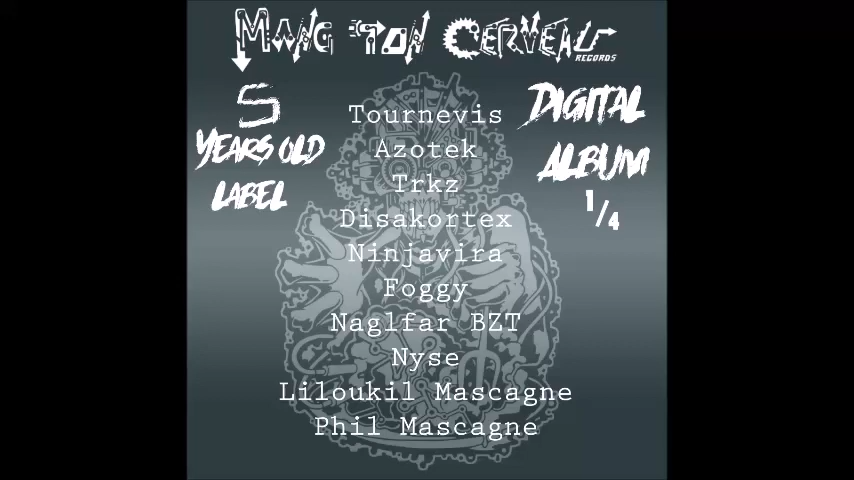 Mang Ton Cerveau
RECORDS
5
YEARS OLD
LABEL
DIGITAL
ALBUM
1/4
Tournevis
Azotek
Trkz
Disakortex
Ninjavira
Foggy
Naglfar BZT
Nyse
Liloukil Mascagne
Phil Mascagne